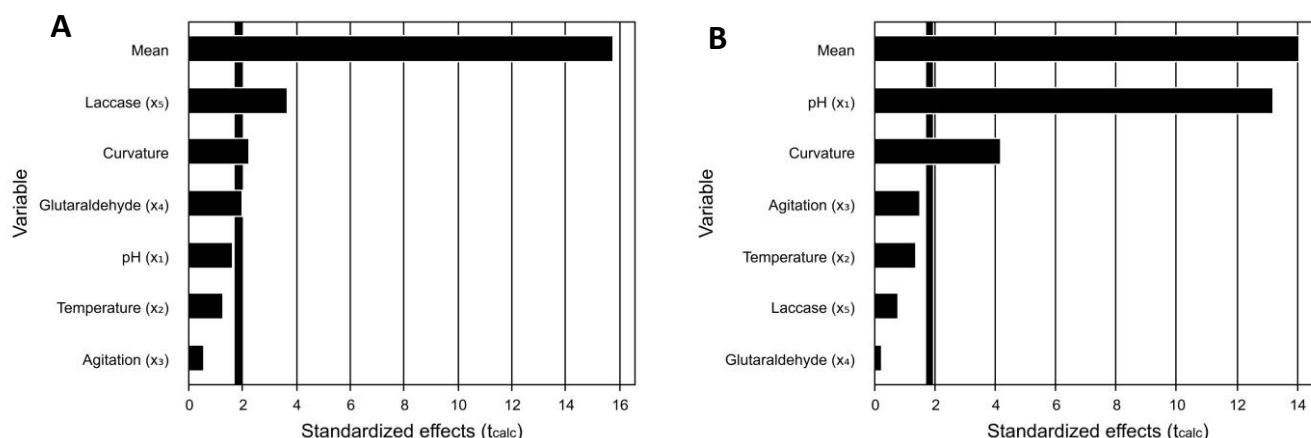 A
Variable
Mean
Laccase (x₅)
Curvature
Glutaraldehyde (x₄)
pH (x₁)
Temperature (x₂)
Agitation (x₃)
0 2 4 6 8 10 12 14 16
Standardized effects (tcalc)
B
Variable
Mean
pH (x₁)
Curvature
Agitation (x₃)
Temperature (x₂)
Laccase (x₅)
Glutaraldehyde (x₄)
0 2 4 6 8 10 12 14
Standardized effects (tcalc)